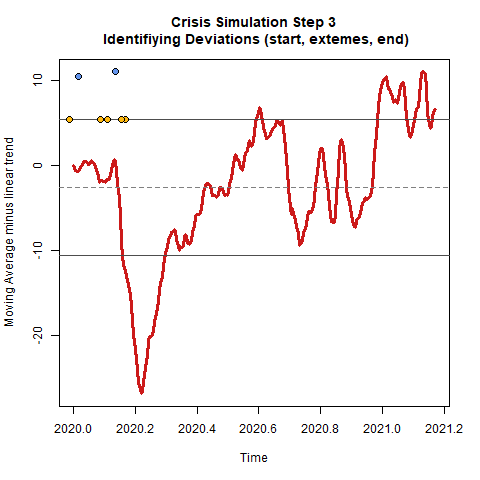 Crisis Simulation Step 3
Identifiying Deviations (start, extemes, end)
Moving Average minus linear trend
10
0
-10
-20
2020.0 2020.2 2020.4 2020.6 2020.8 2021.0 2021.2
Time